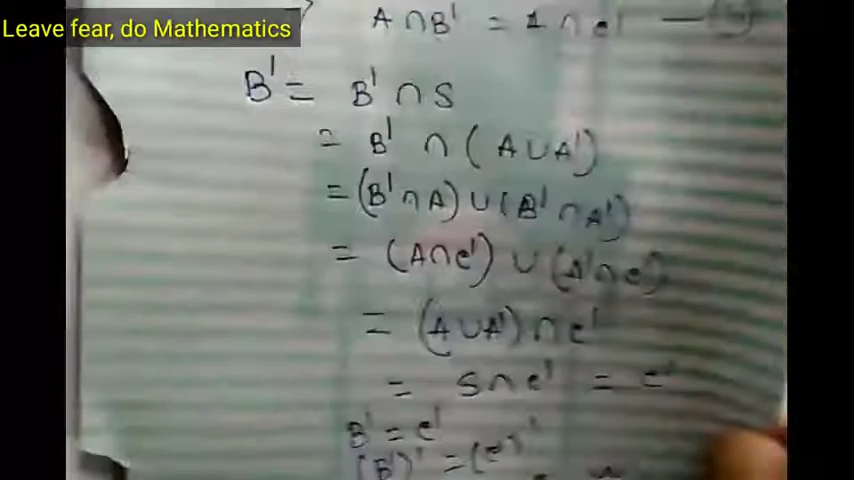 Leave fear, do Mathematics
A ∩ B' = A ∩ c'
B' = B' ∩ S
= B' ∩ ( A ∪ A' )
= (B' ∩ A) ∪ (B' ∩ A')
= (A ∩ c') ∪ (A' ∩ c')
= (A ∪ A') ∩ c'
= S ∩ c' = c'
B' = c'
(B')' = (c')'